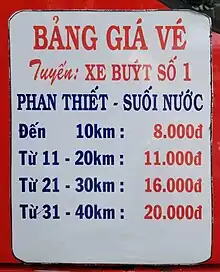 BẢNG GIÁ VÉ
Tuyến: XE BUÝT SỐ 1
PHAN THIẾT - SUỐI NƯỚC
Đến 10km : 8.000đ
Từ 11 - 20km : 11.000đ
Từ 21 - 30km : 16.000đ
Từ 31 - 40km : 20.000đ